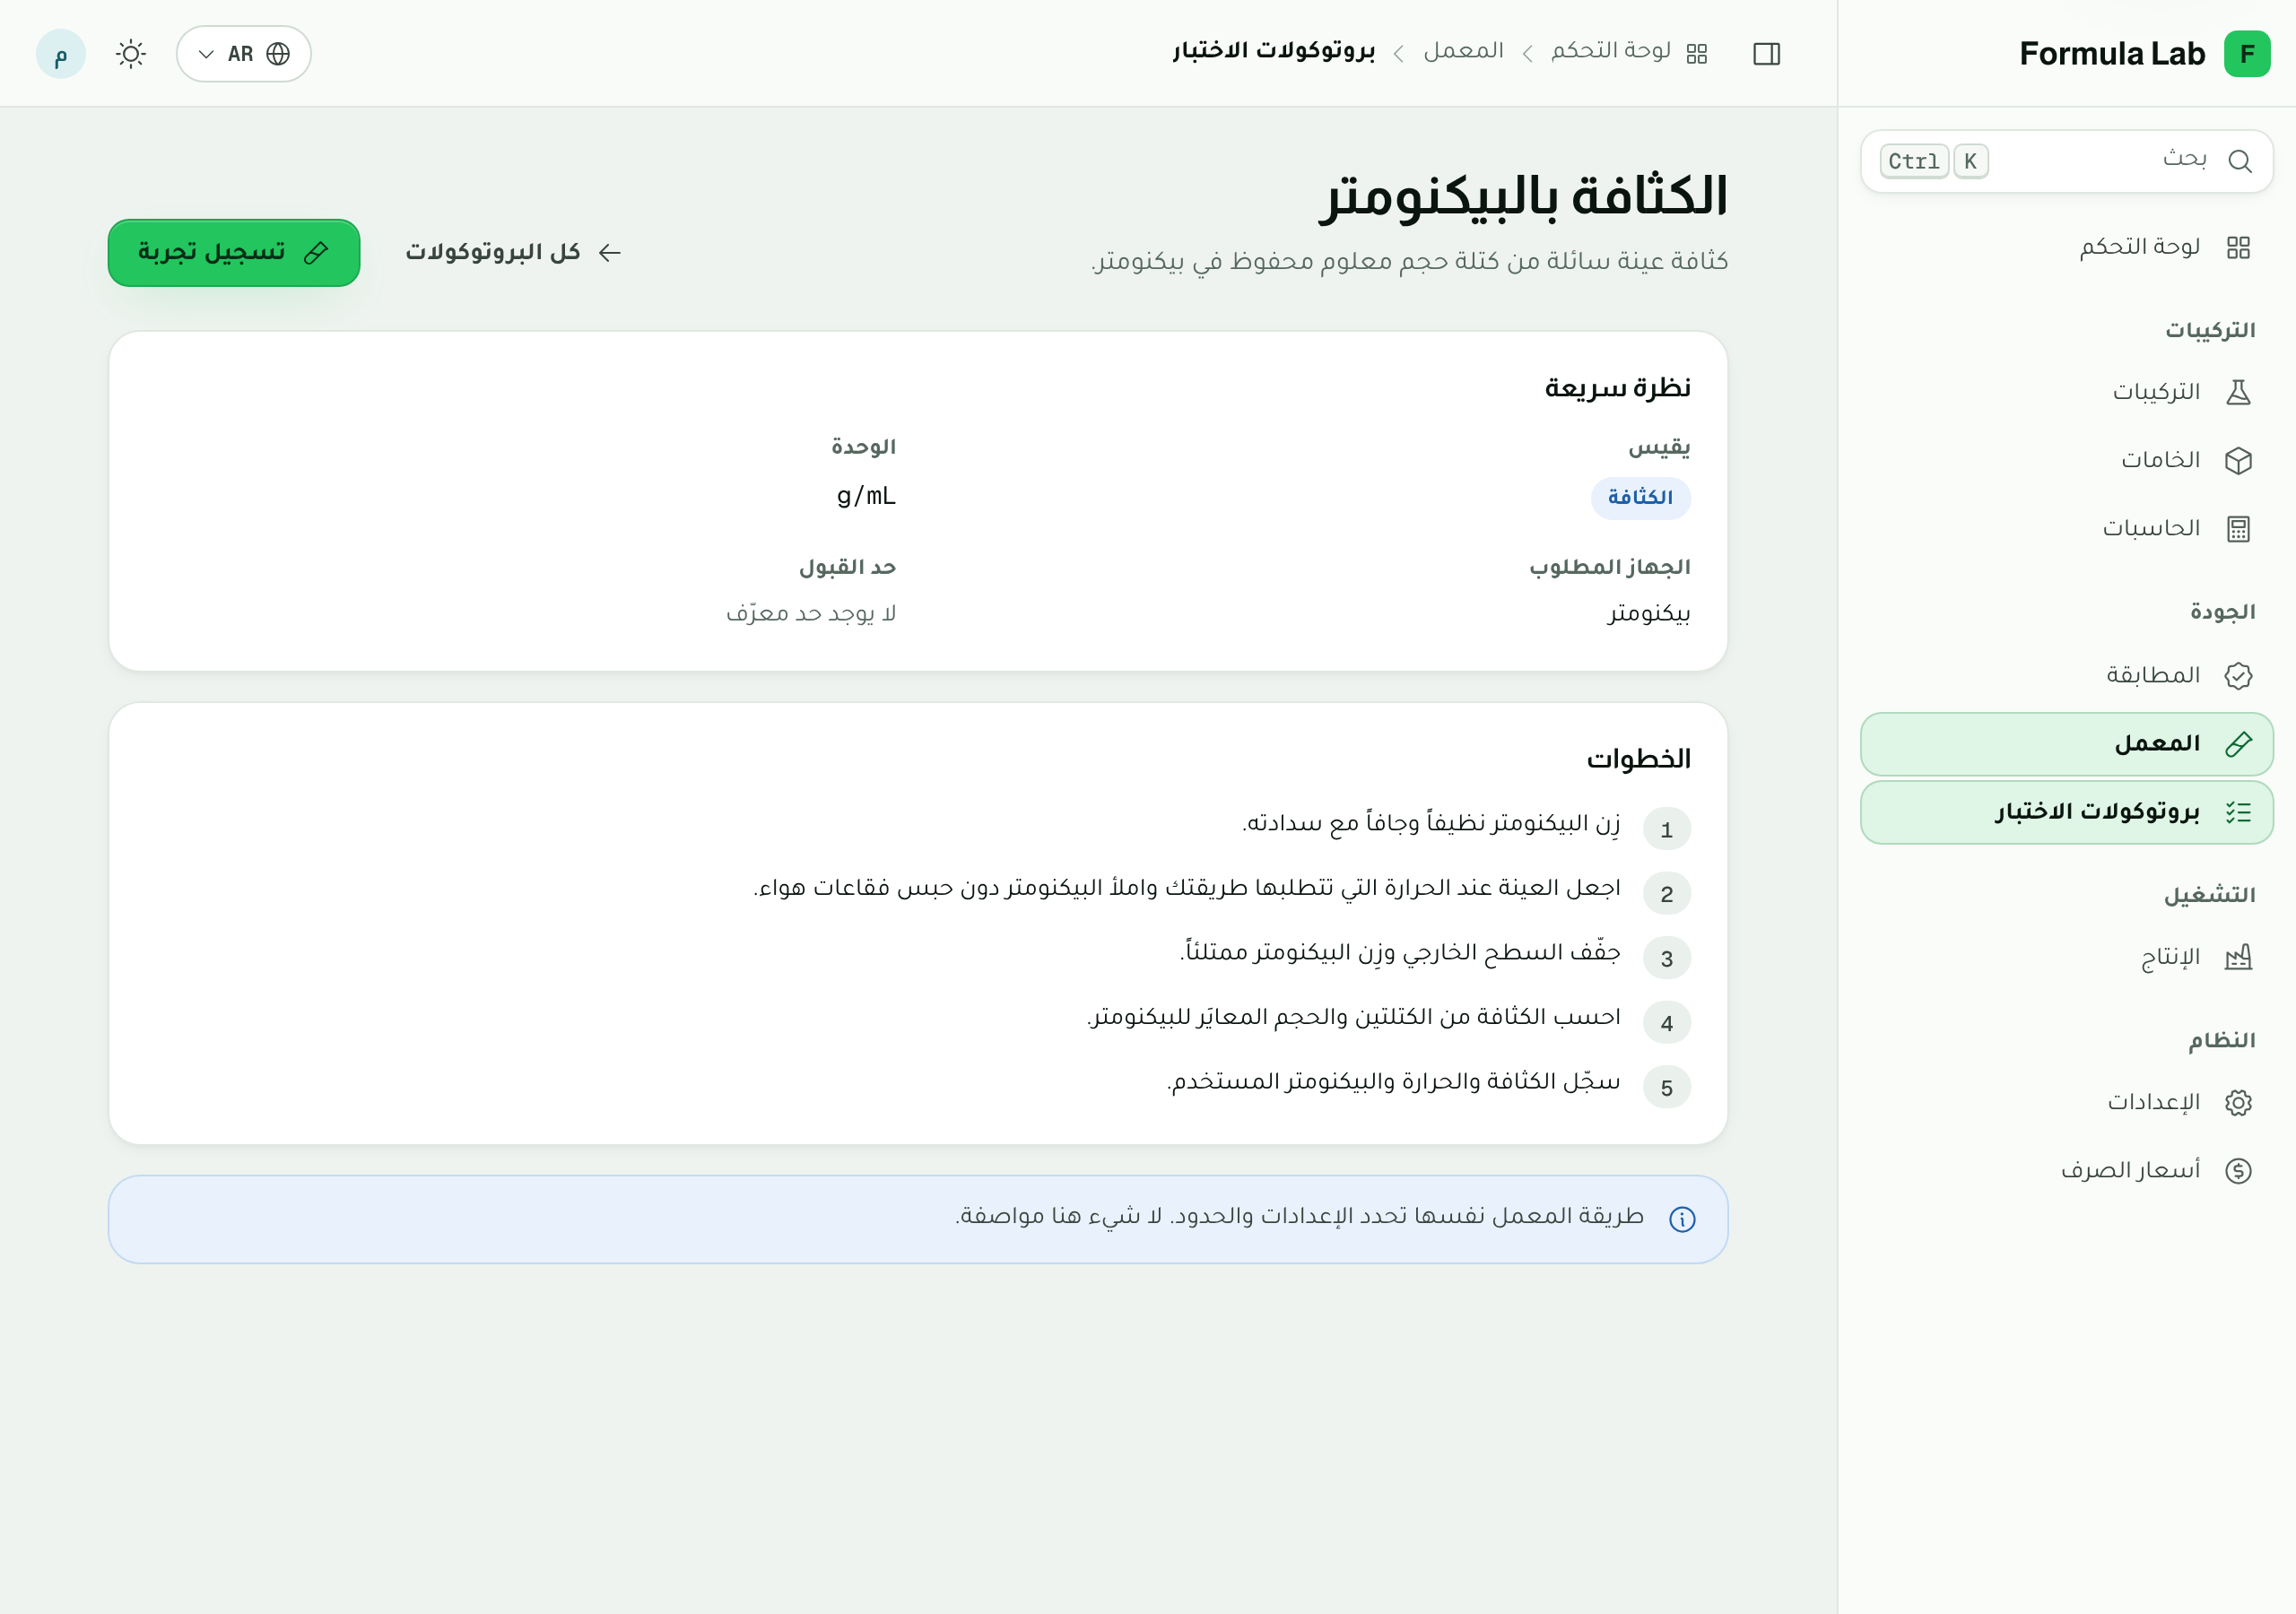 F
Formula Lab
بحث
Ctrl K
لوحة التحكم
التركيبات
التركيبات
الخامات
الحاسبات
الجودة
المطابقة
المعمل
بروتوكولات الاختبار
التشغيل
الإنتاج
النظام
الإعدادات
أسعار الصرف
لوحة التحكم
المعمل
بروتوكولات الاختبار
AR
م
الكثافة بالبيكنومتر
كثافة عينة سائلة من كتلة حجم معلوم محفوظ في بيكنومتر.
كل البروتوكولات
تسجيل تجربة
نظرة سريعة
يقيس
الكثافة
الوحدة
g/mL
الجهاز المطلوب
بيكنومتر
حد القبول
لا يوجد حد معرّف
الخطوات
1 زِن البيكنومتر نظيفاً وجافاً مع سدادته.
2 اجعل العينة عند الحرارة التي تتطلبها طريقتك واملأ البيكنومتر دون حبس فقاعات هواء.
3 جفّف السطح الخارجي وزِن البيكنومتر ممتلئاً.
4 احسب الكثافة من الكتلتين والحجم المعايَر للبيكنومتر.
5 سجّل الكثافة والحرارة والبيكنومتر المستخدم.
طريقة المعمل نفسها تحدد الإعدادات والحدود. لا شيء هنا مواصفة.